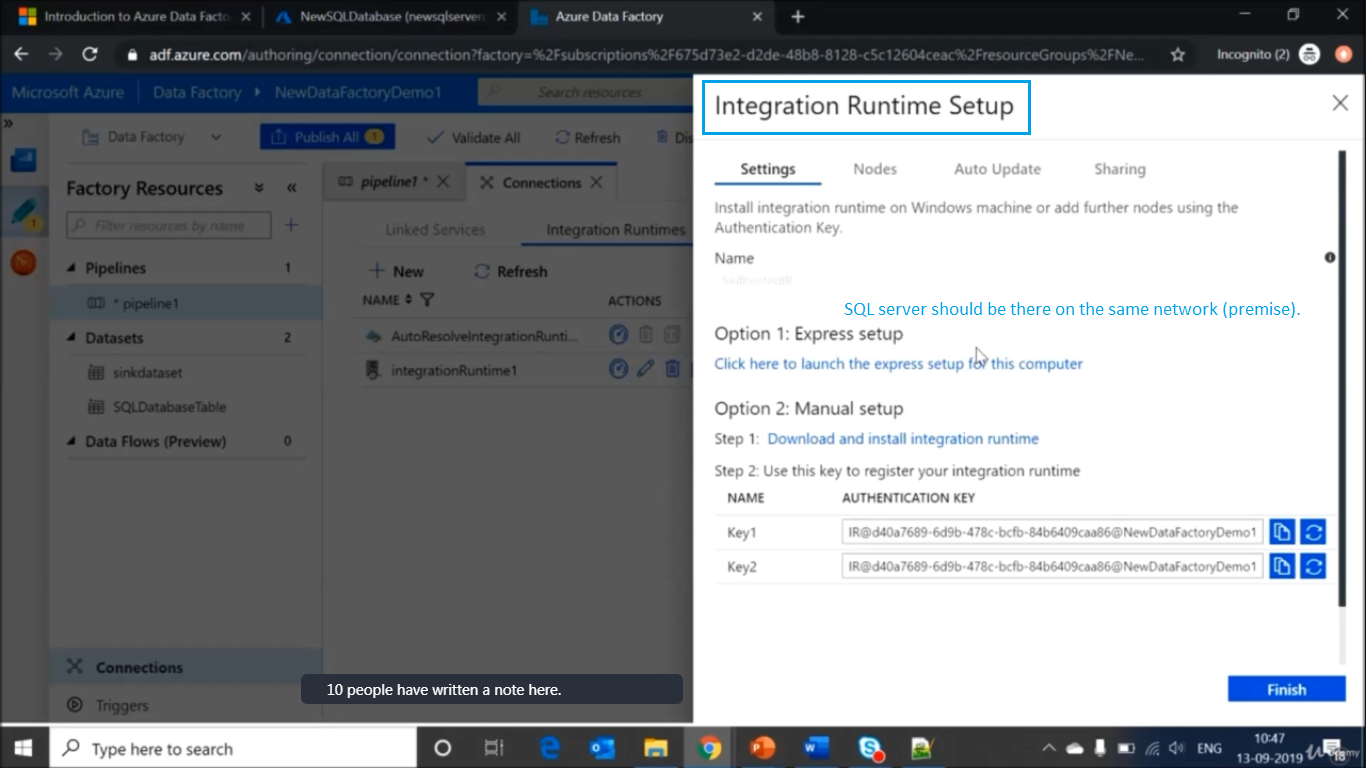 Introduction to Azure Data Facto
NewSQLDatabase (newsqlserver
Azure Data Factory
adf.azure.com/authoring/connection/connection?factory=%2Fsubscriptions%2F675d73e2-d2de-48b8-8128-c5c12604ceac%2FresourceGroups%2FNe...
Incognito (2)
Microsoft Azure
Data Factory
NewDataFactoryDemo1
Search resources
»
Data Factory
Publish All 1
Validate All
Refresh
Dis
Factory Resources
Filter resources by name
Pipelines 1
* pipeline1
Datasets 2
sinkdataset
SQLDatabaseTable
Data Flows (Preview) 0
Connections
Triggers
pipeline1 *
Connections
Linked Services
Integration Runtimes
New
Refresh
NAME
ACTIONS
AutoResolveIntegrationRunti...
integrationRuntime1
Integration Runtime Setup
Settings
Nodes
Auto Update
Sharing
Install integration runtime on Windows machine or add further nodes using the
Authentication Key.
Name
SelfhostedIR
SQL server should be there on the same network (premise).
Option 1: Express setup
Click here to launch the express setup for this computer
Option 2: Manual setup
Step 1: Download and install integration runtime
Step 2: Use this key to register your integration runtime
NAME
AUTHENTICATION KEY
Key1
IR@d40a7689-6d9b-478c-bcfb-84b6409caa86@NewDataFactoryDemo1
Key2
IR@d40a7689-6d9b-478c-bcfb-84b6409caa86@NewDataFactoryDemo1
Finish
10 people have written a note here.
Type here to search
ENG
10:47
13-09-2019
18